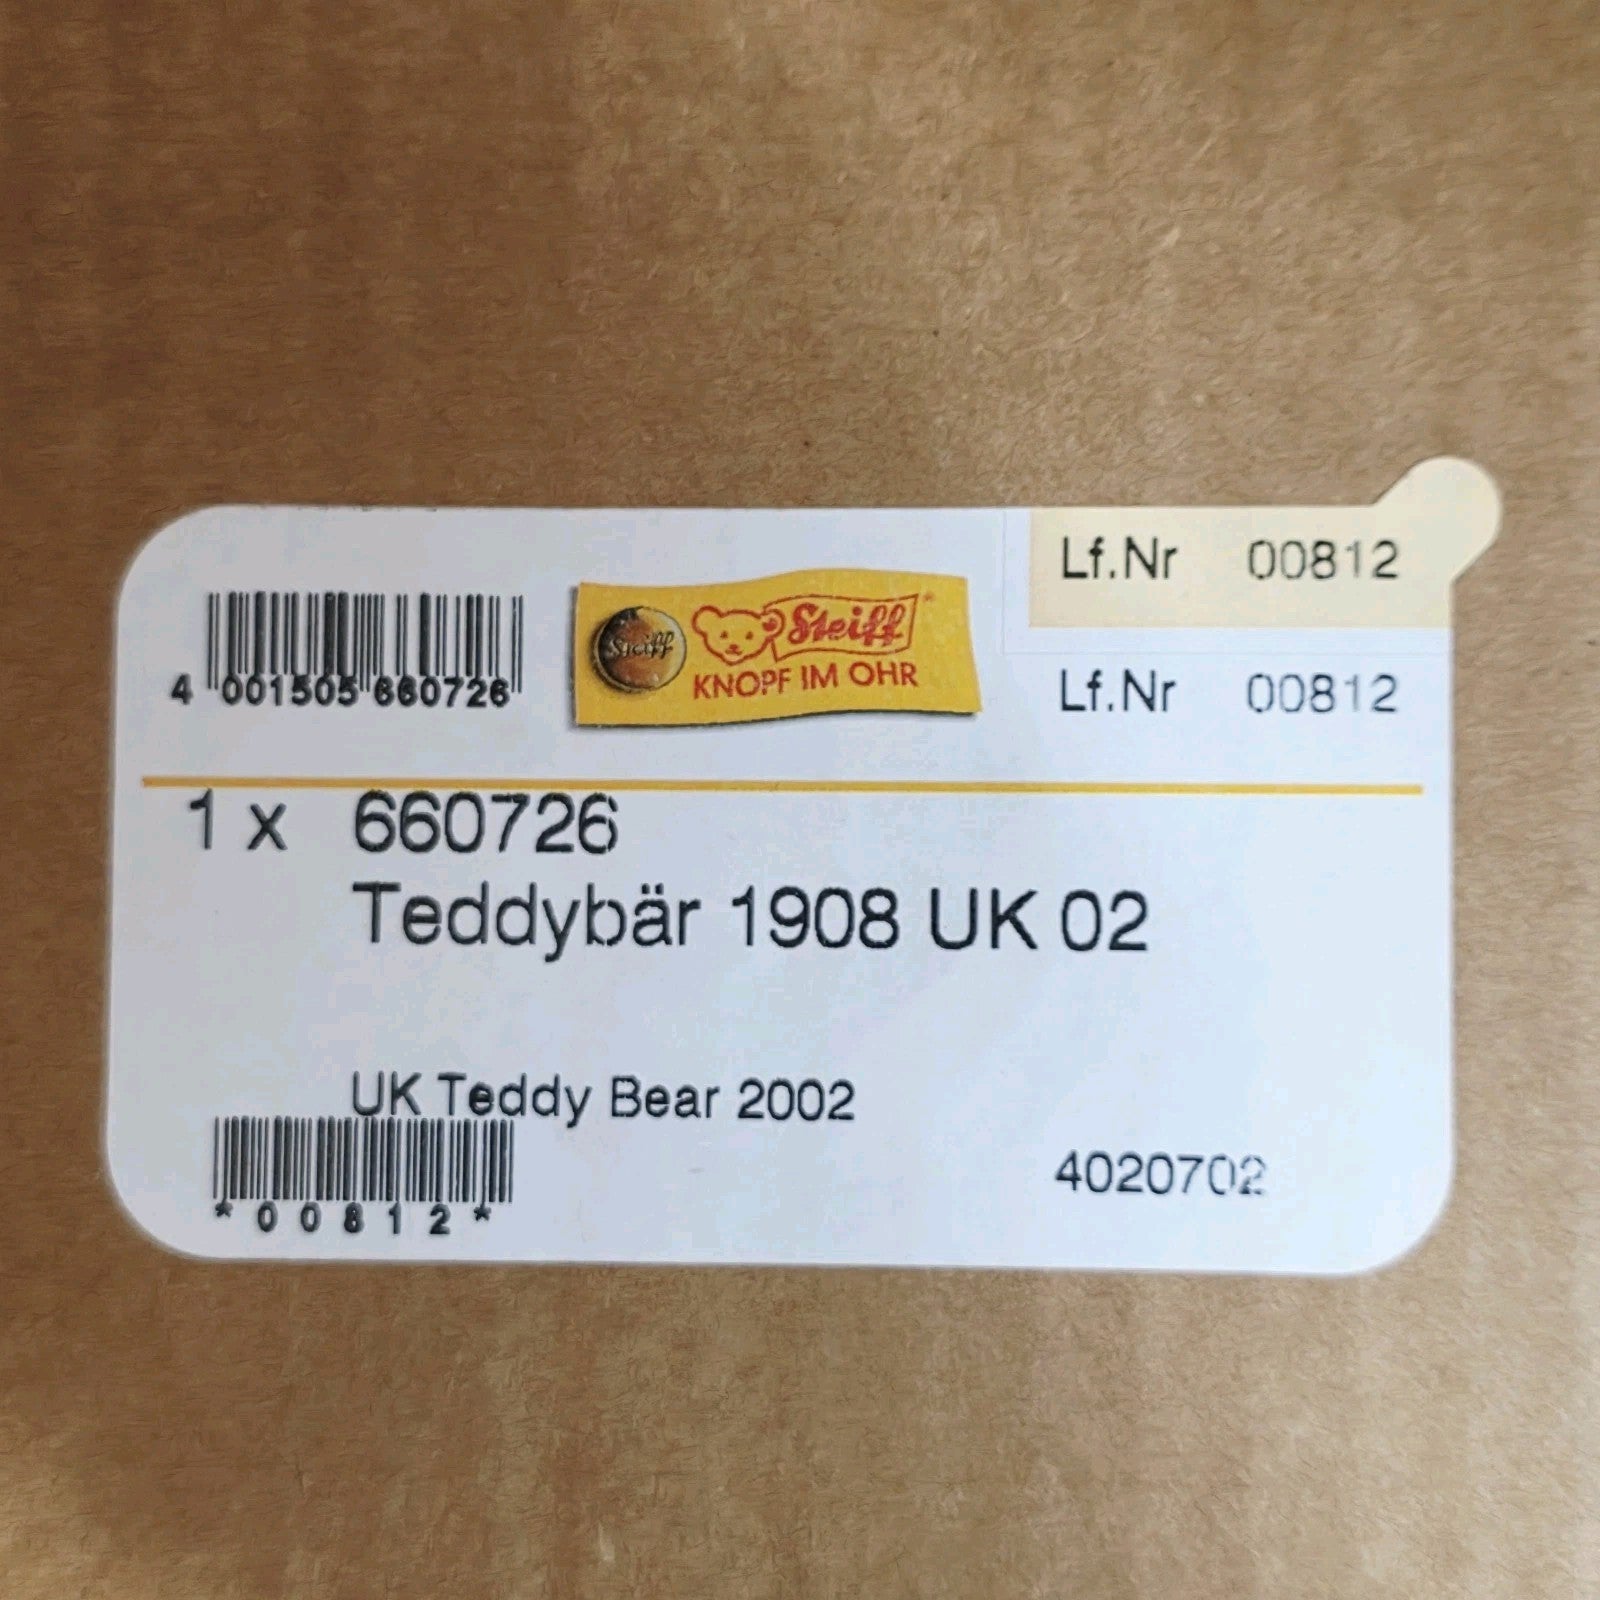 Lf.Nr 00812
4 001505 660726
Steiff
Steiff
KNOPF IM OHR
Lf.Nr 00812
1 x 660726
Teddybär 1908 UK 02
UK Teddy Bear 2002
4020702
*00812*